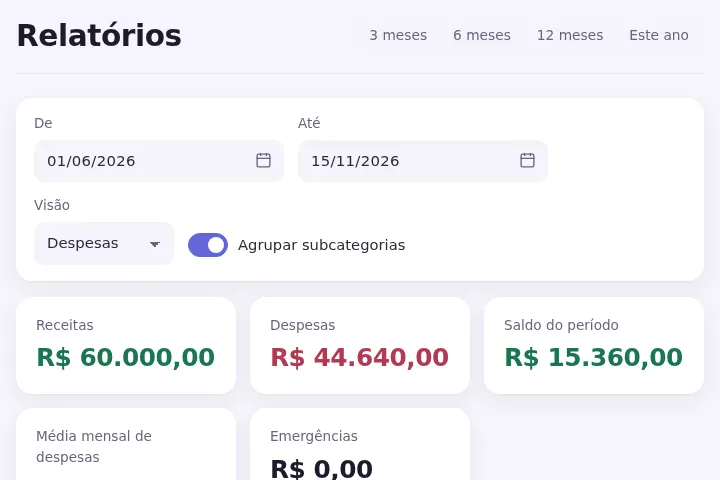 Relatórios
3 meses 6 meses 12 meses Este ano
De Até
01/06/2026 15/11/2026
Visão
Despesas Agrupar subcategorias
Receitas Despesas Saldo do período
R$ 60.000,00 R$ 44.640,00 R$ 15.360,00
Média mensal de
despesas
Emergências
R$ 0,00